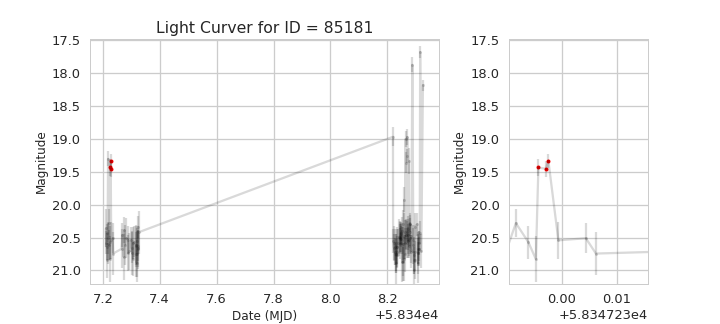 Light Curver for ID = 85181
17.5
18.0
18.5
19.0
19.5
20.0
20.5
21.0
Magnitude
7.2 7.4 7.6 7.8 8.0 8.2
Date (MJD)
+5.834e4
17.5
18.0
18.5
19.0
19.5
20.0
20.5
21.0
Magnitude
0.00 0.01
+5.834723e4